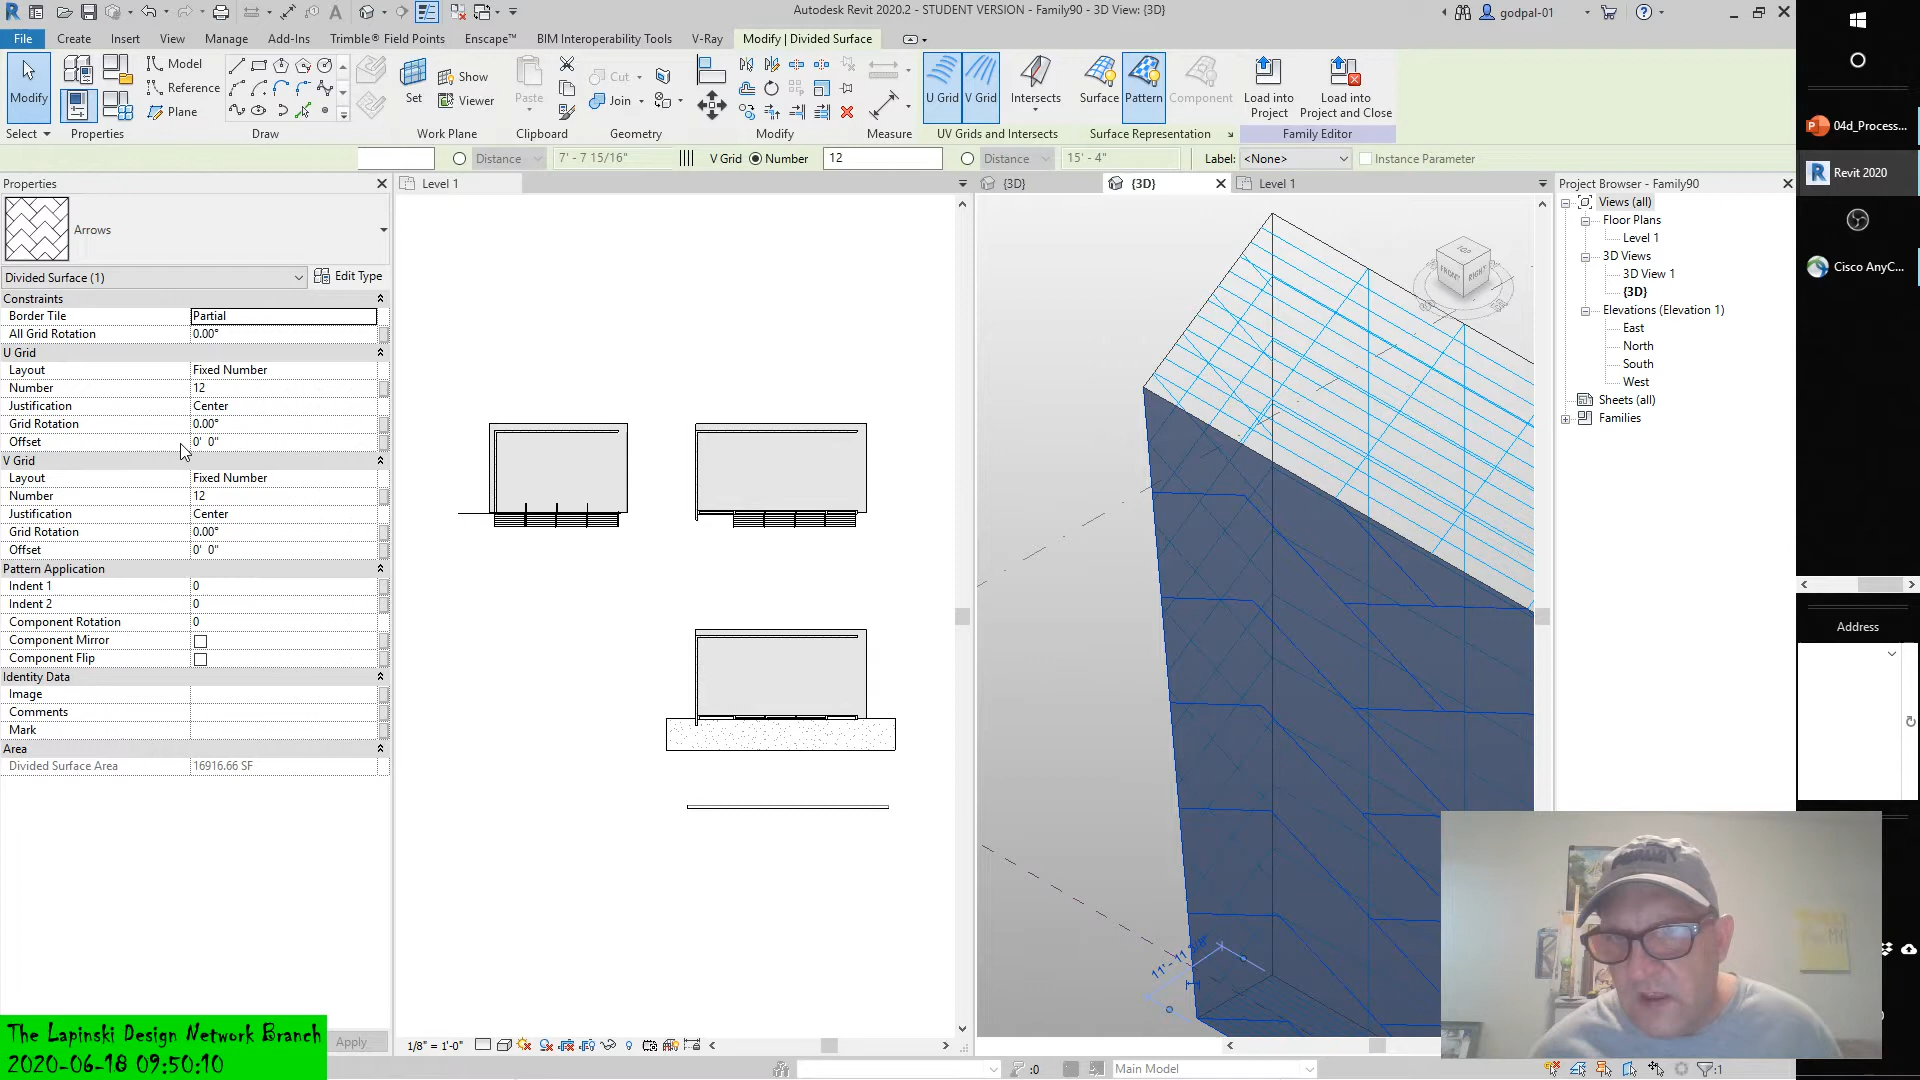 Autodesk Revit 2020.2 - STUDENT VERSION - Family90 - 3D View: {3D}
godpal-01
File Create Insert View Manage Add-Ins Trimble® Field Points Enscape™ BIM Interoperability Tools V-Ray Modify | Divided Surface
Modify
Model
Reference
Plane
Set
Show
Viewer
Paste
Cut
Join
U Grid
V Grid
Intersects
Surface
Pattern
Component
Load into
Project
Load into
Project and Close
Select Properties Draw Work Plane Clipboard Geometry Modify Measure UV Grids and Intersects Surface Representation Family Editor
Distance 7' - 7 15/16" V Grid Number 12 Distance 15' - 4" Label: <None> Instance Parameter
Properties
Arrows
Divided Surface (1) Edit Type
Constraints
Border Tile Partial
All Grid Rotation 0.00°
U Grid
Layout Fixed Number
Number 12
Justification Center
Grid Rotation 0.00°
Offset 0' 0"
V Grid
Layout Fixed Number
Number 12
Justification Center
Grid Rotation 0.00°
Offset 0' 0"
Pattern Application
Indent 1 0
Indent 2 0
Component Rotation 0
Component Mirror
Component Flip
Identity Data
Image
Comments
Mark
Area
Divided Surface Area 16916.66 SF
Apply
Level 1
{3D}
{3D}
Level 1
TOP
FRONT
RIGHT
1/8" = 1'-0"
:0
Main Model
:1
Project Browser - Family90
Views (all)
Floor Plans
Level 1
3D Views
3D View 1
{3D}
Elevations (Elevation 1)
East
North
South
West
Sheets (all)
Families
04d_Process...
Revit 2020
Cisco AnyC...
Address
The Lapinski Design Network Branch
2020-06-18 09:50:10